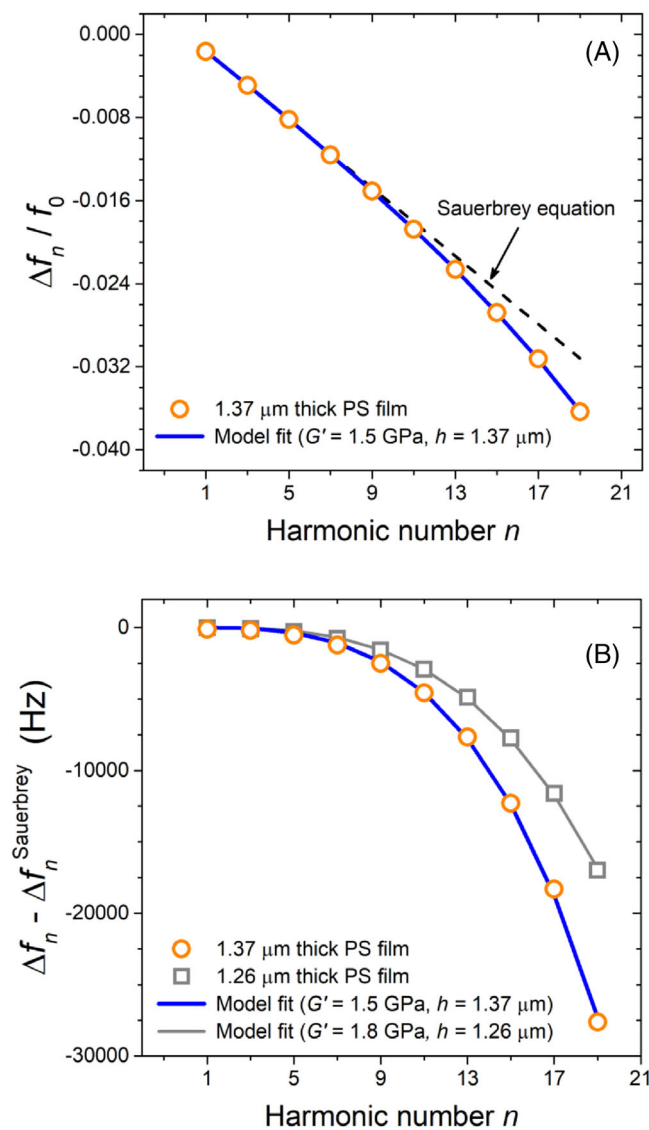 (A)
0.000
-0.008
-0.016
-0.024
-0.032
-0.040
Δfn / f0
Sauerbrey equation
1.37 μm thick PS film
Model fit (G' = 1.5 GPa, h = 1.37 μm)
1 5 9 13 17 21
Harmonic number n
(B)
0
-10000
-20000
-30000
Δfn - Δfn Sauerbrey (Hz)
1.37 μm thick PS film
1.26 μm thick PS film
Model fit (G' = 1.5 GPa, h = 1.37 μm)
Model fit (G' = 1.8 GPa, h = 1.26 μm)
1 5 9 13 17 21
Harmonic number n